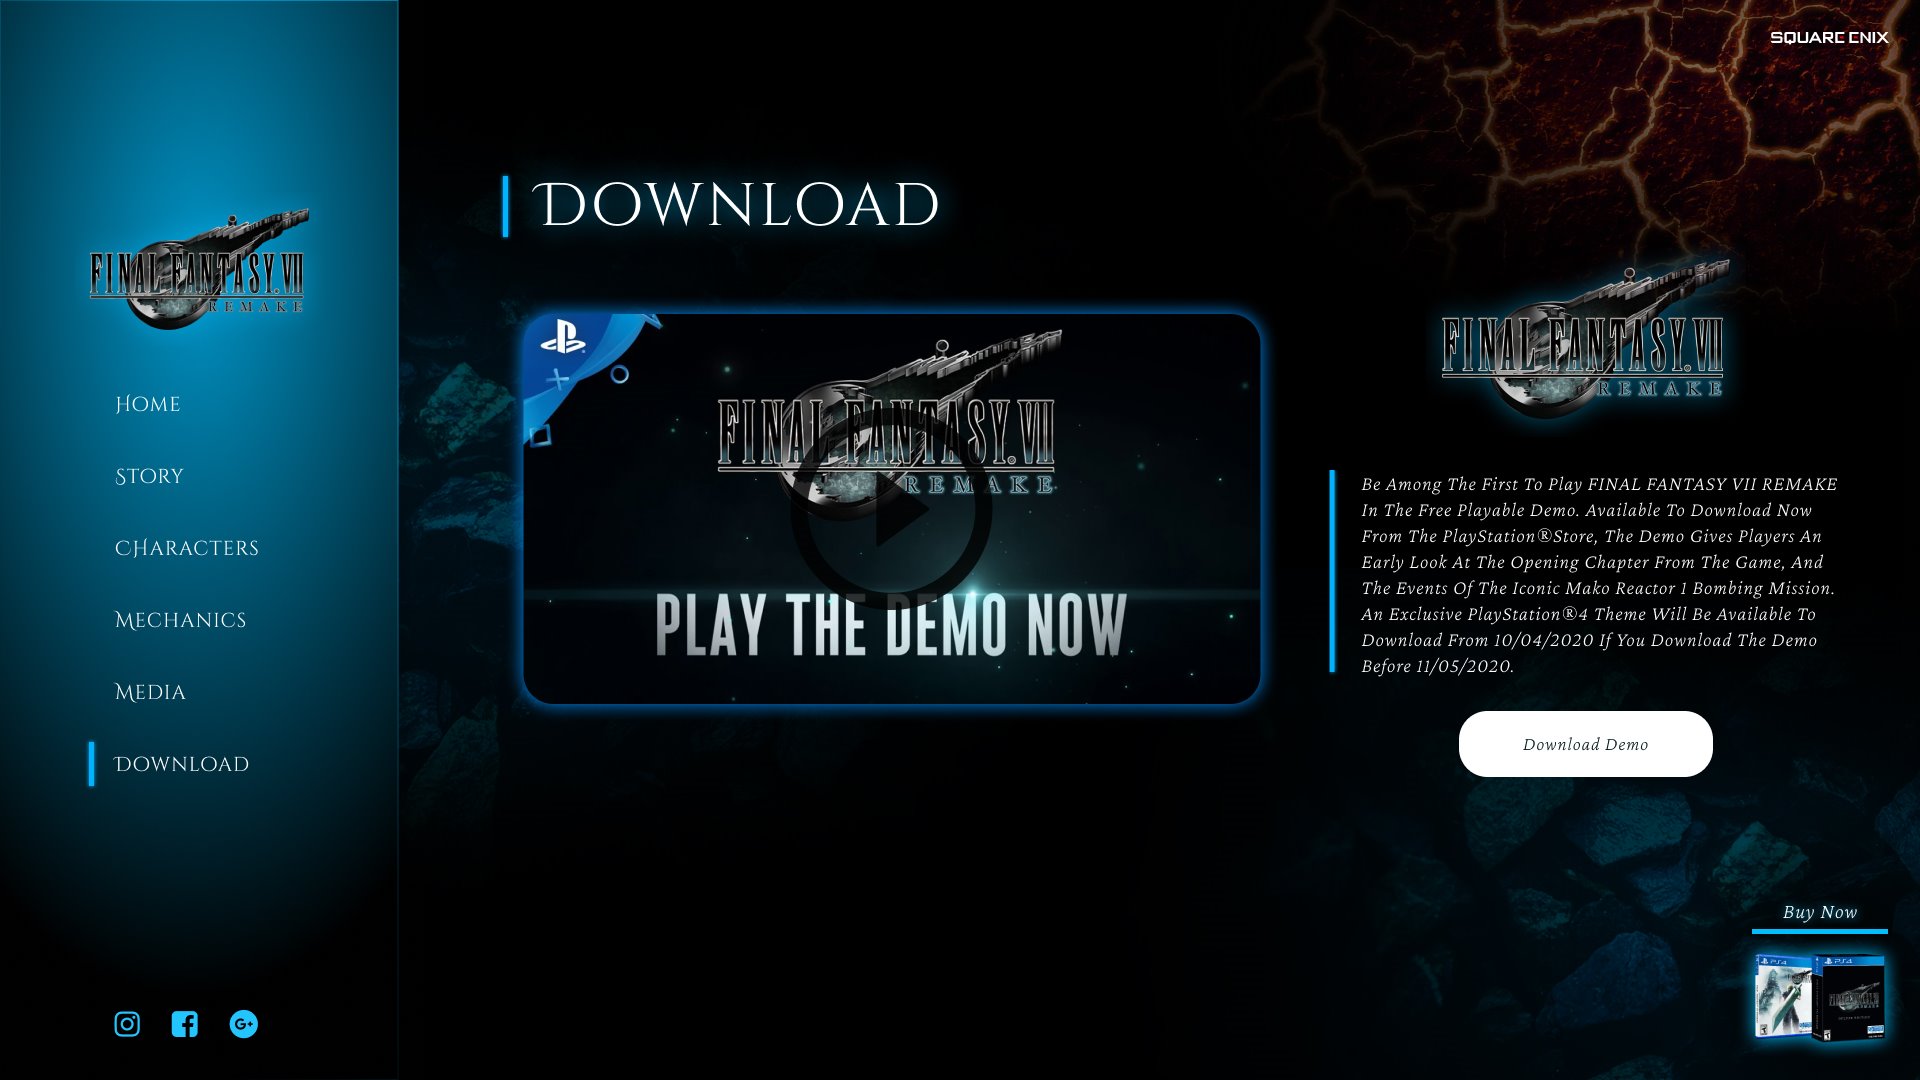 SQUARE ENIX
FINAL FANTASY.VII
REMAKE
Home
Story
Characters
Mechanics
Media
Download
Download
FINAL FANTASY.VII
REMAKE
PLAY THE DEMO NOW
FINAL FANTASY.VII
REMAKE
Be Among The First To Play FINAL FANTASY VII REMAKE
In The Free Playable Demo. Available To Download Now
From The PlayStation®Store, The Demo Gives Players An
Early Look At The Opening Chapter From The Game, And
The Events Of The Iconic Mako Reactor 1 Bombing Mission.
An Exclusive PlayStation®4 Theme Will Be Available To
Download From 10/04/2020 If You Download The Demo
Before 11/05/2020.
Download Demo
Buy Now
PS4
PS4